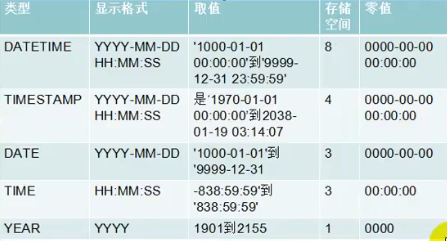 类型 显示格式 取值 存储空间 零值
DATETIME YYYY-MM-DD HH:MM:SS '1000-01-01 00:00:00'到'9999-12-31 23:59:59' 8 0000-00-00 00:00:00
TIMESTAMP YYYY-MM-DD HH:MM:SS 是'1970-01-01 00:00:00'到2038-01-19 03:14:07 4 0000-00-00 00:00:00
DATE YYYY-MM-DD '1000-01-01'到'9999-12-31 3 0000-00-00
TIME HH:MM:SS -838:59:59'到'838:59:59' 3 00:00:00
YEAR YYYY 1901到2155 1 0000